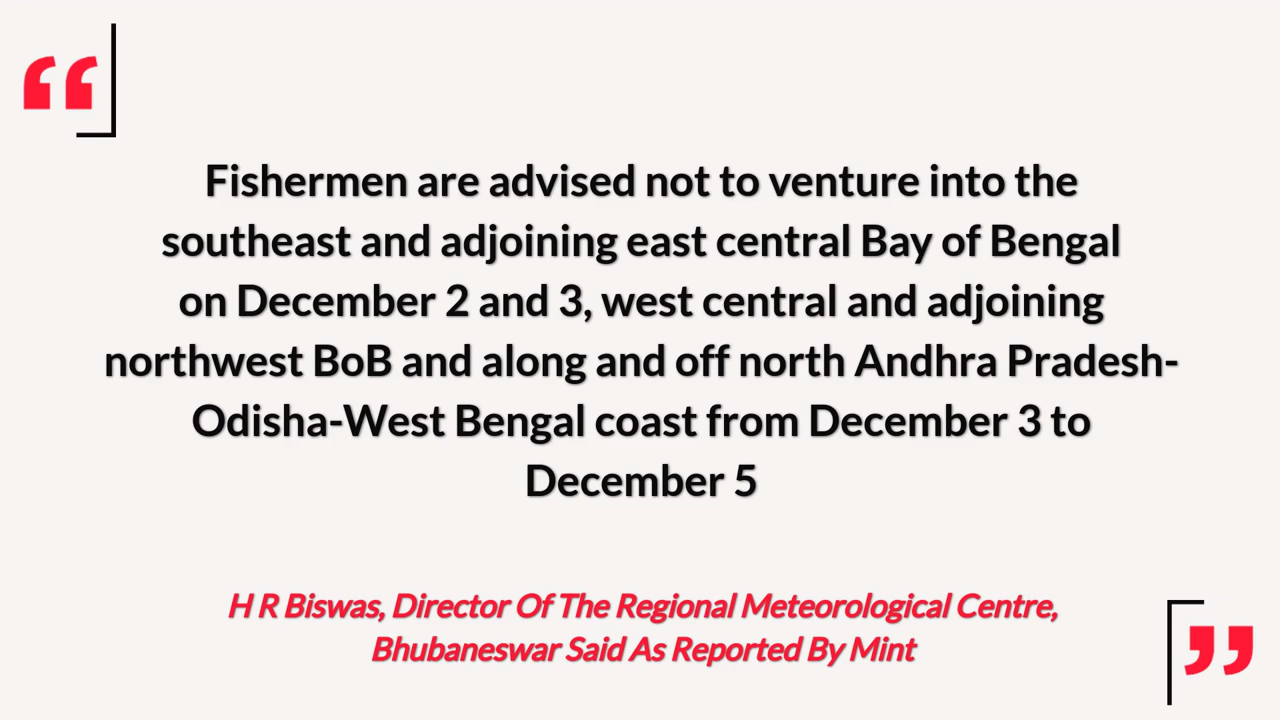 “
Fishermen are advised not to venture into the
southeast and adjoining east central Bay of Bengal
on December 2 and 3, west central and adjoining
northwest BoB and along and off north Andhra Pradesh-
Odisha-West Bengal coast from December 3 to
December 5
H R Biswas, Director Of The Regional Meteorological Centre,
Bhubaneswar Said As Reported By Mint
”